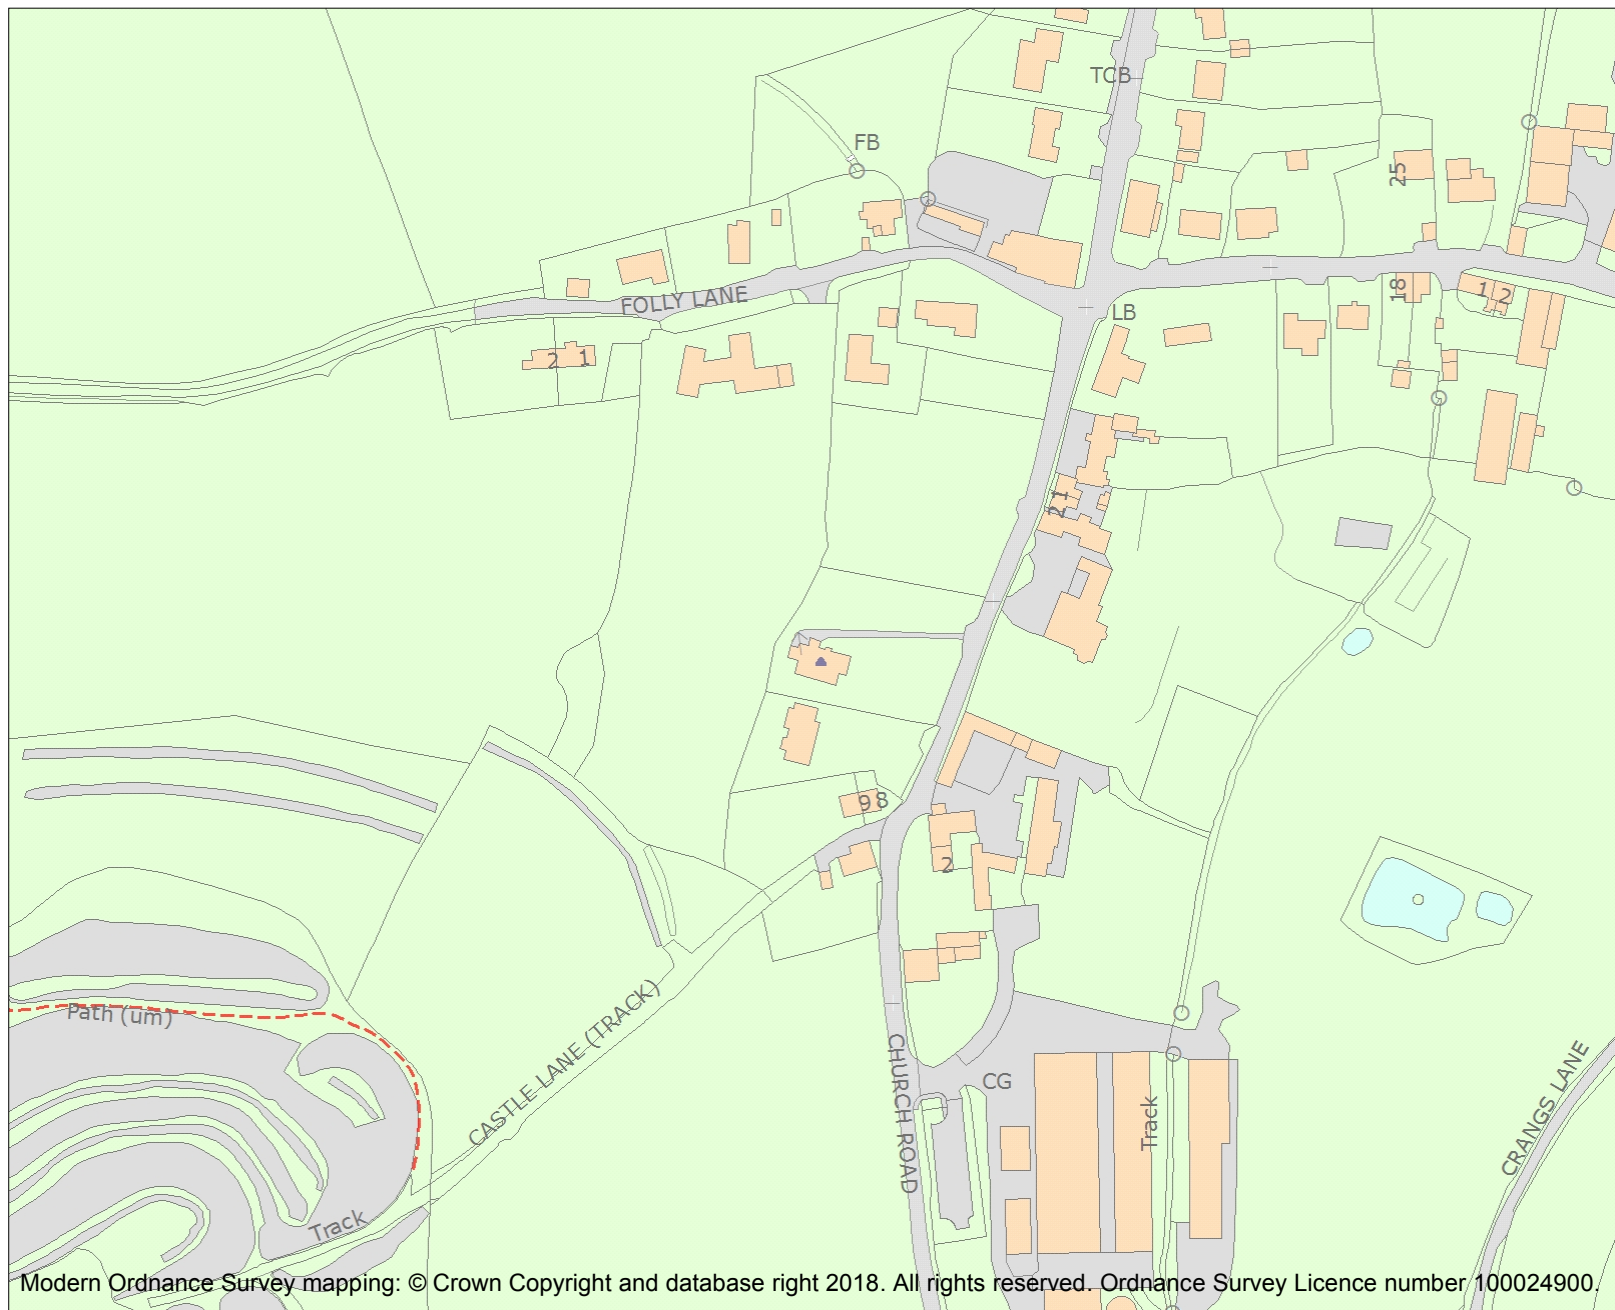 TCB
FB
25
FOLLY LANE
LB
18
1 2
2 1
2 1
9 8
2
Path (um)
CASTLE LANE (TRACK)
CHURCH ROAD
CG
Track
CRANGS LANE
Track
Modern Ordnance Survey mapping: © Crown Copyright and database right 2018. All rights reserved. Ordnance Survey Licence number 100024900.